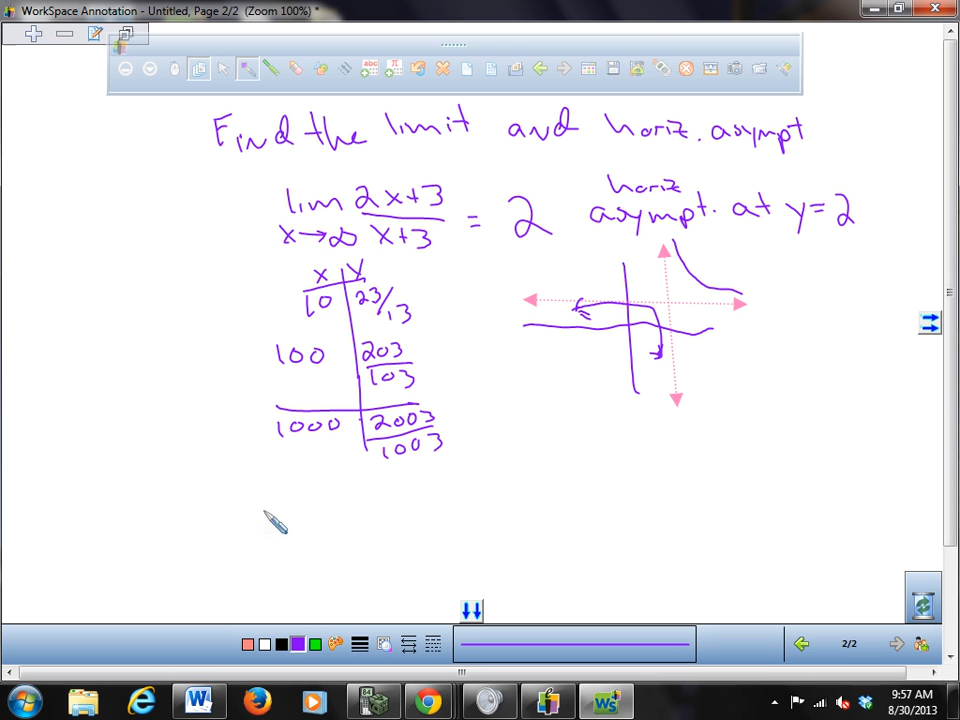 WorkSpace Annotation - Untitled, Page 2/2 (Zoom 100%) *
Find the limit and horiz. asympt
lim 2x+3
x→∞ x+3
= 2
horiz
asympt. at y=2
x y
10 23/13
100 203
103
1000 2003
1003
2/2
9:57 AM
8/30/2013